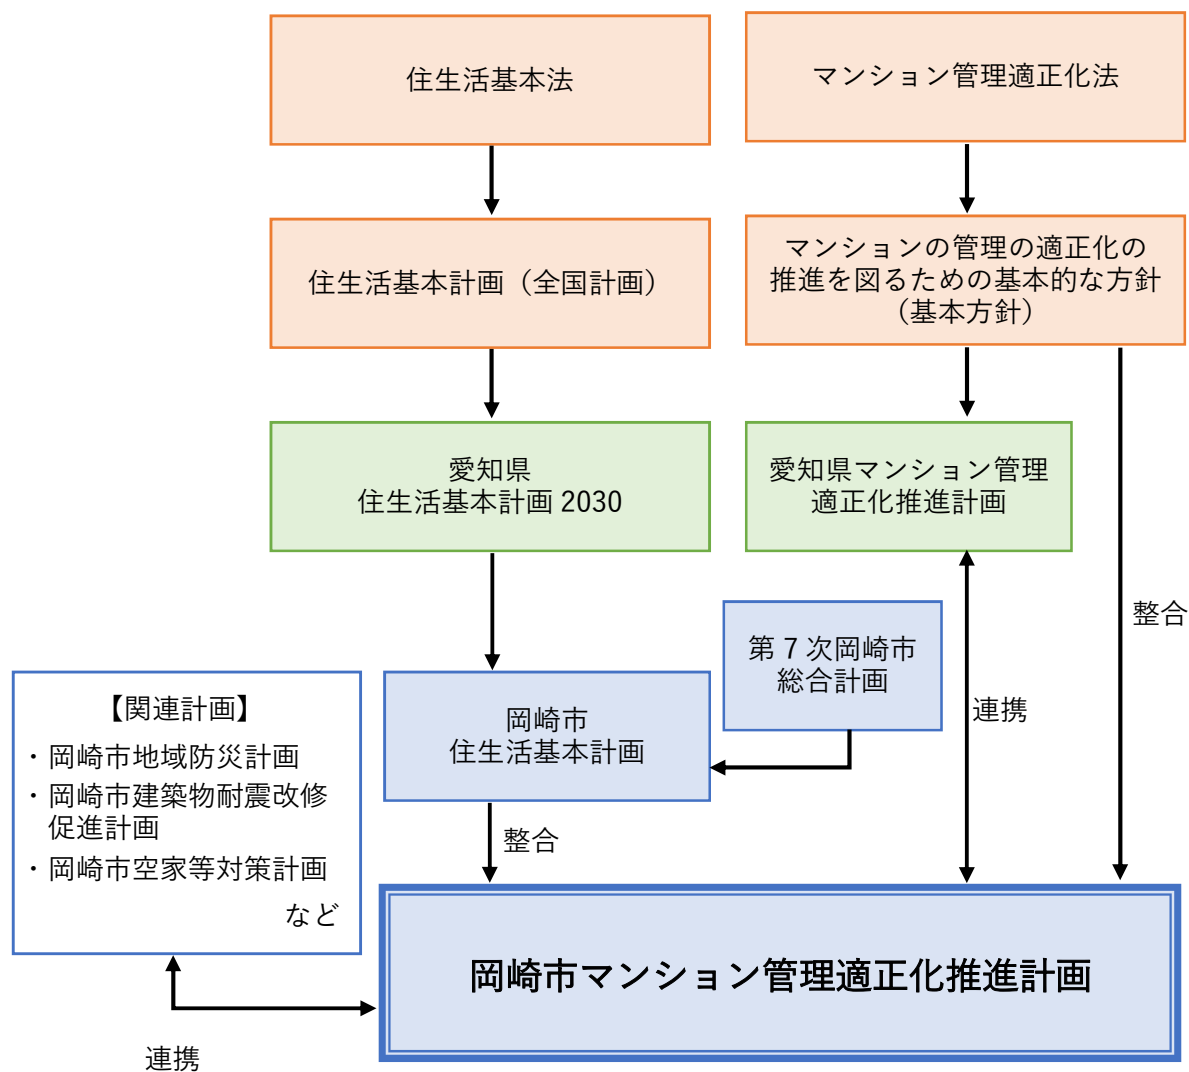 住生活基本法
マンション管理適正化法
住生活基本計画（全国計画）
マンションの管理の適正化の
推進を図るための基本的な方針
（基本方針）
愛知県
住生活基本計画 2030
愛知県マンション管理
適正化推進計画
整合
第 7 次岡崎市
総合計画
連携
岡崎市
住生活基本計画
【関連計画】
・岡崎市地域防災計画
・岡崎市建築物耐震改修
促進計画
・岡崎市空家等対策計画
など
整合
岡崎市マンション管理適正化推進計画
連携